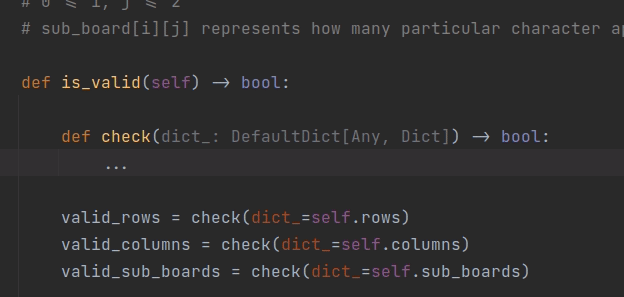 # 0 <= i, j <= 2
# sub_board[i][j] represents how many particular character
def is_valid(self) -> bool:
def check(dict_: DefaultDict[Any, Dict]) -> bool:
...
valid_rows = check(dict_=self.rows)
valid_columns = check(dict_=self.columns)
valid_sub_boards = check(dict_=self.sub_boards)